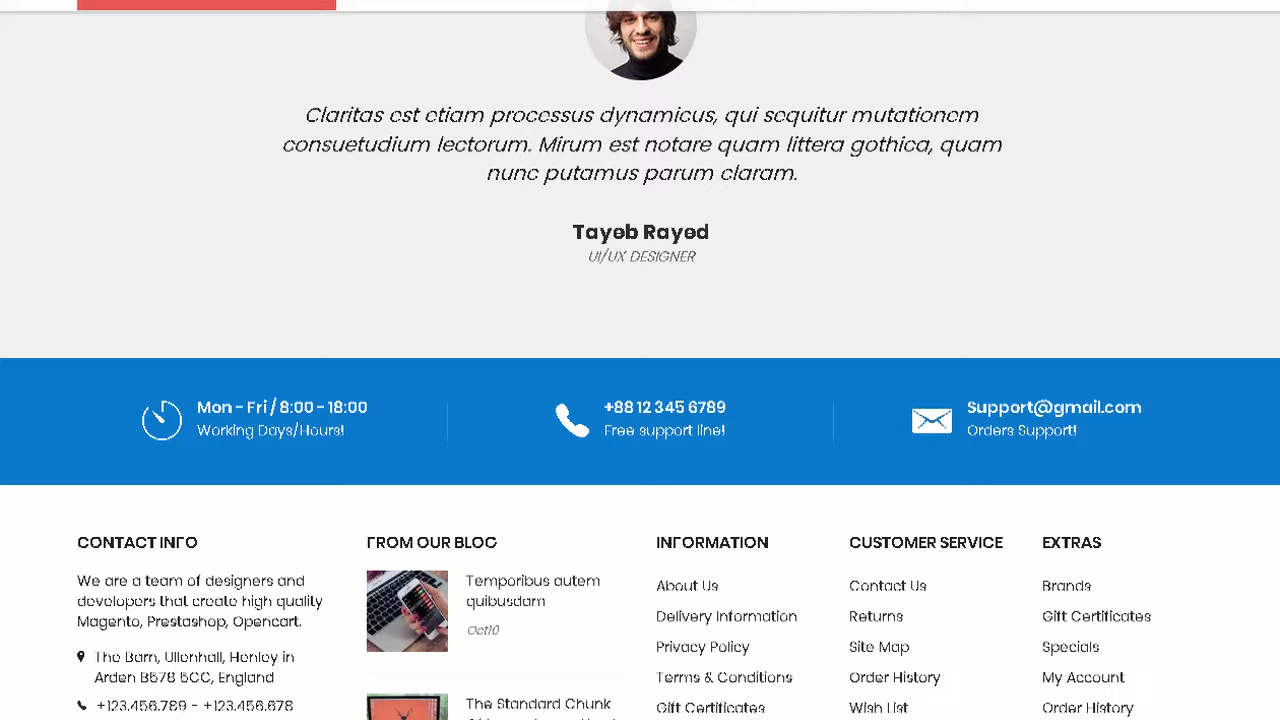 Claritas est etiam processus dynamicus, qui sequitur mutationem
consuetudium lectorum. Mirum est notare quam littera gothica, quam
nunc putamus parum claram.
Tayeb Rayed
UI/UX DESIGNER
Mon - Fri / 8:00 - 18:00
Working Days/Hours!
+88 12 345 6789
Free support line!
Support@gmail.com
Orders Support!
CONTACT INFO
We are a team of designers and
developers that create high quality
Magento, Prestashop, Opencart.
The Barn, Ullenhall, Henley in
Arden B578 5CC, England
+123.456.789 - +123.456.678
FROM OUR BLOG
Temporibus autem
quibusdam
Oct10
The Standard Chunk
INFORMATION
About Us
Delivery Information
Privacy Policy
Terms & Conditions
Gift Certificates
CUSTOMER SERVICE
Contact Us
Returns
Site Map
Order History
Wish List
EXTRAS
Brands
Gift Certificates
Specials
My Account
Order History